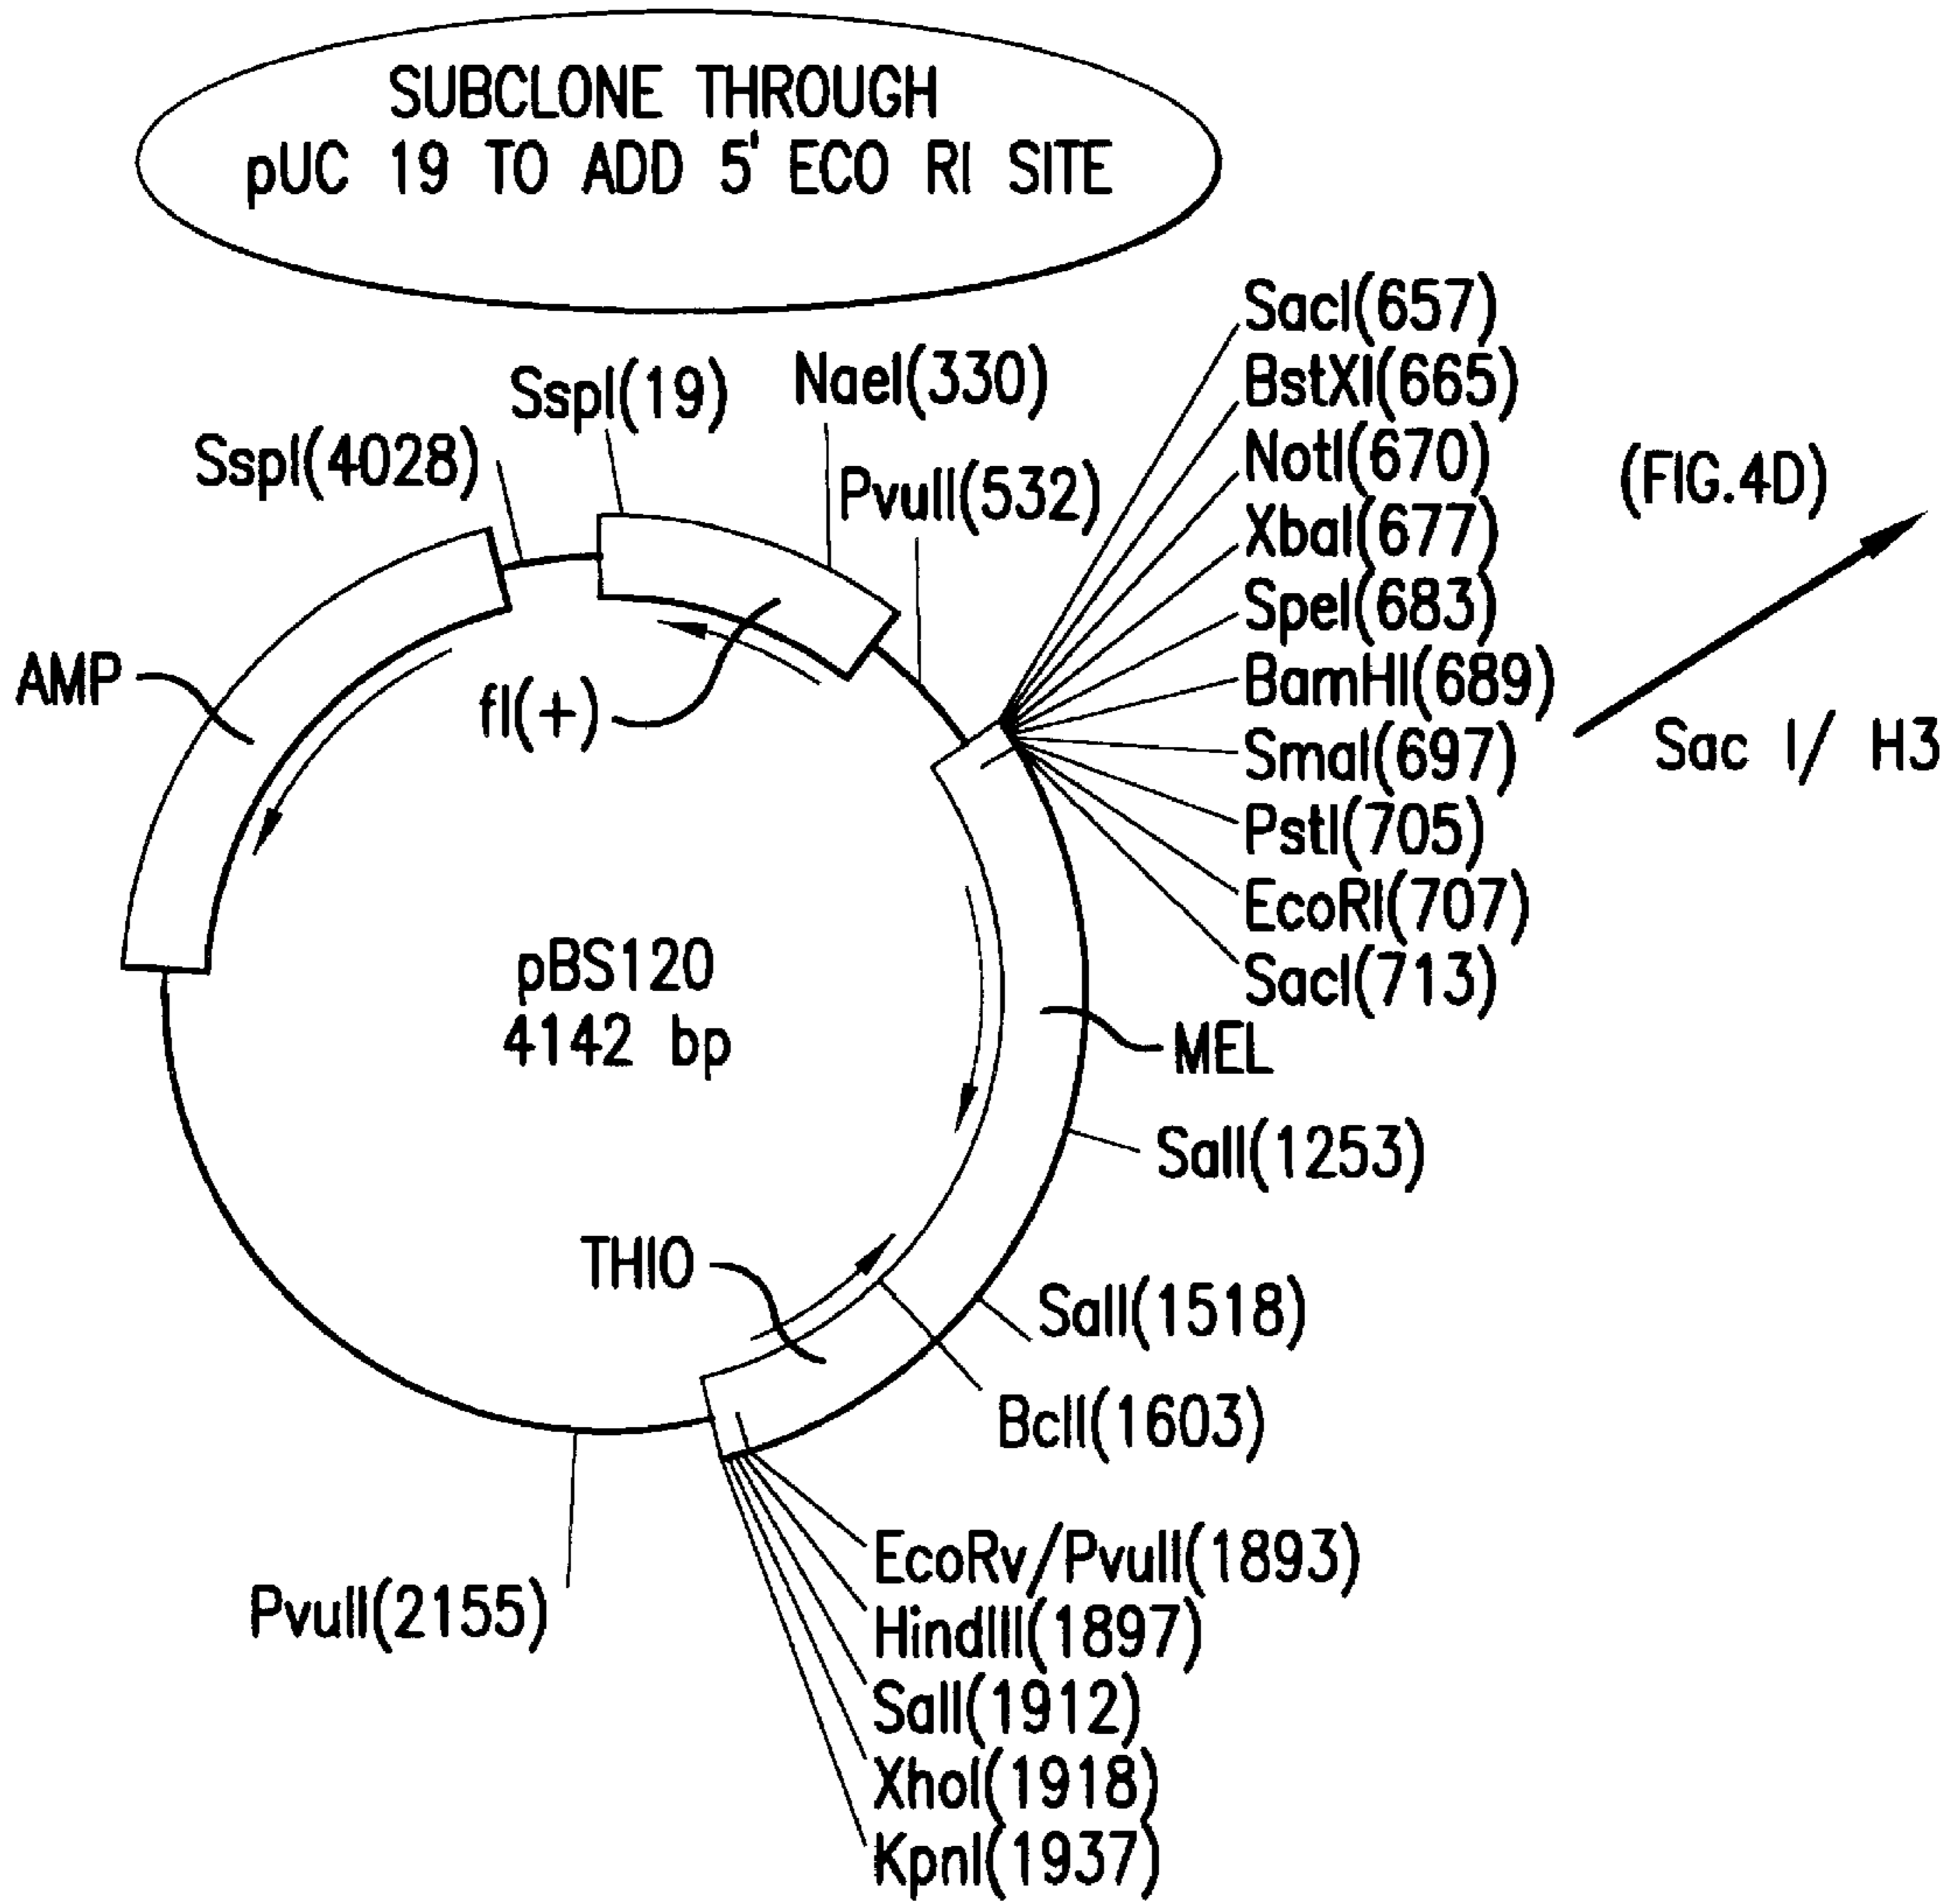 SUBCLONE THROUGH
pUC 19 TO ADD 5' ECO RI SITE
SacI(657)
BstXI(665)
NotI(670)
XbaI(677)
SpeI(683)
BamHI(689)
SmaI(697)
PstI(705)
EcoRI(707)
SacI(713)
(FIG.4D)
Sac I/ H3
NaeI(330)
SspI(19)
SspI(4028)
PvuII(532)
AMP
fI(+)
pBS120
4142 bp
MEL
SalI(1253)
THIO
SalI(1518)
BclI(1603)
EcoRv/PvuII(1893)
HindIII(1897)
SalI(1912)
XhoI(1918)
KpnI(1937)
PvuII(2155)